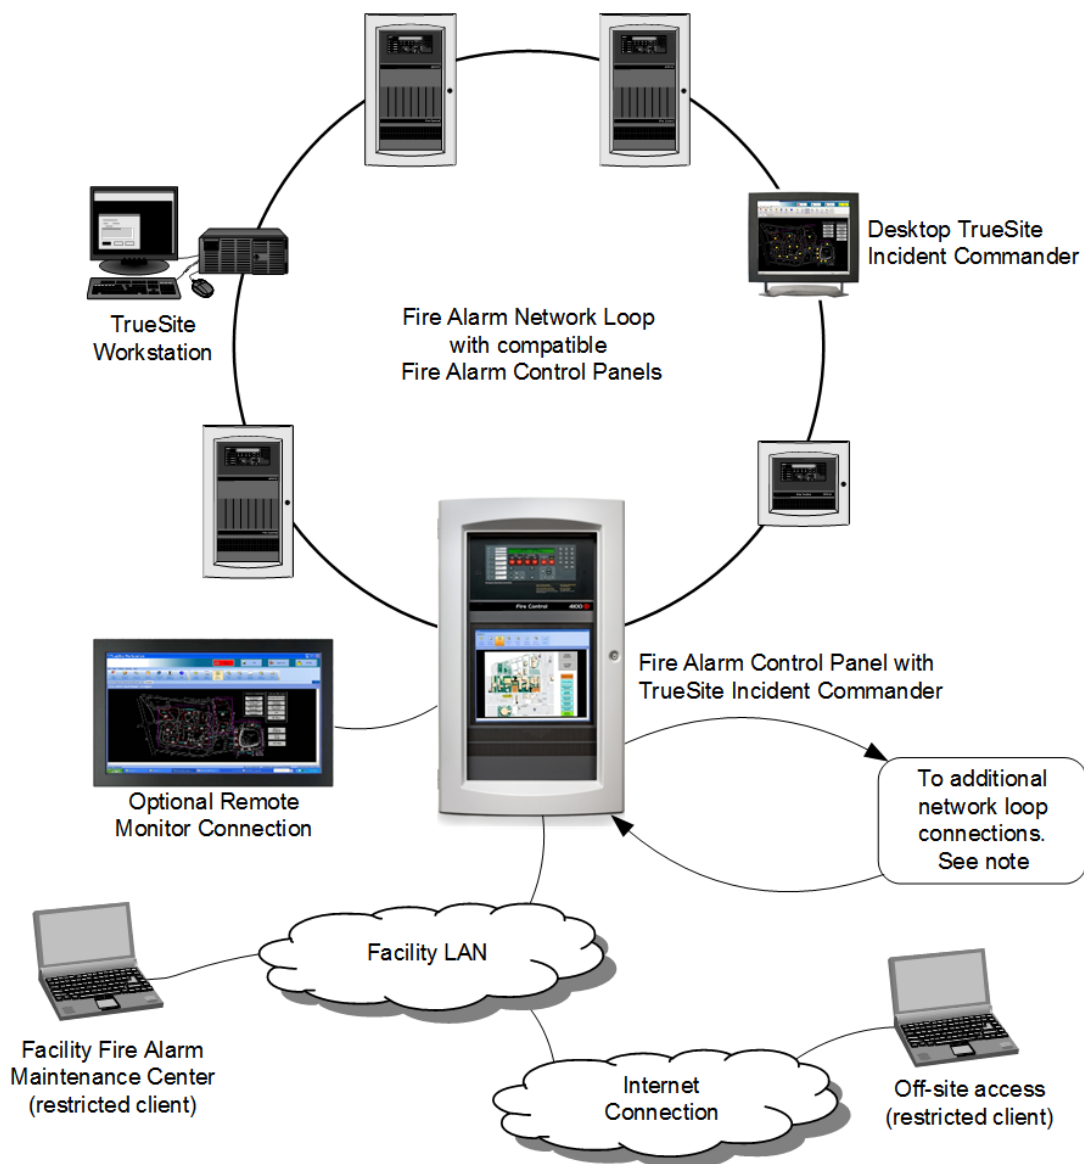 Desktop TrueSite
Incident Commander
TrueSite
Workstation
Fire Alarm Network Loop
with compatible
Fire Alarm Control Panels
Fire Control
4100
Fire Alarm Control Panel with
TrueSite Incident Commander
Optional Remote
Monitor Connection
To additional
network loop
connections.
See note
Facility LAN
Facility Fire Alarm
Maintenance Center
(restricted client)
Internet
Connection
Off-site access
(restricted client)